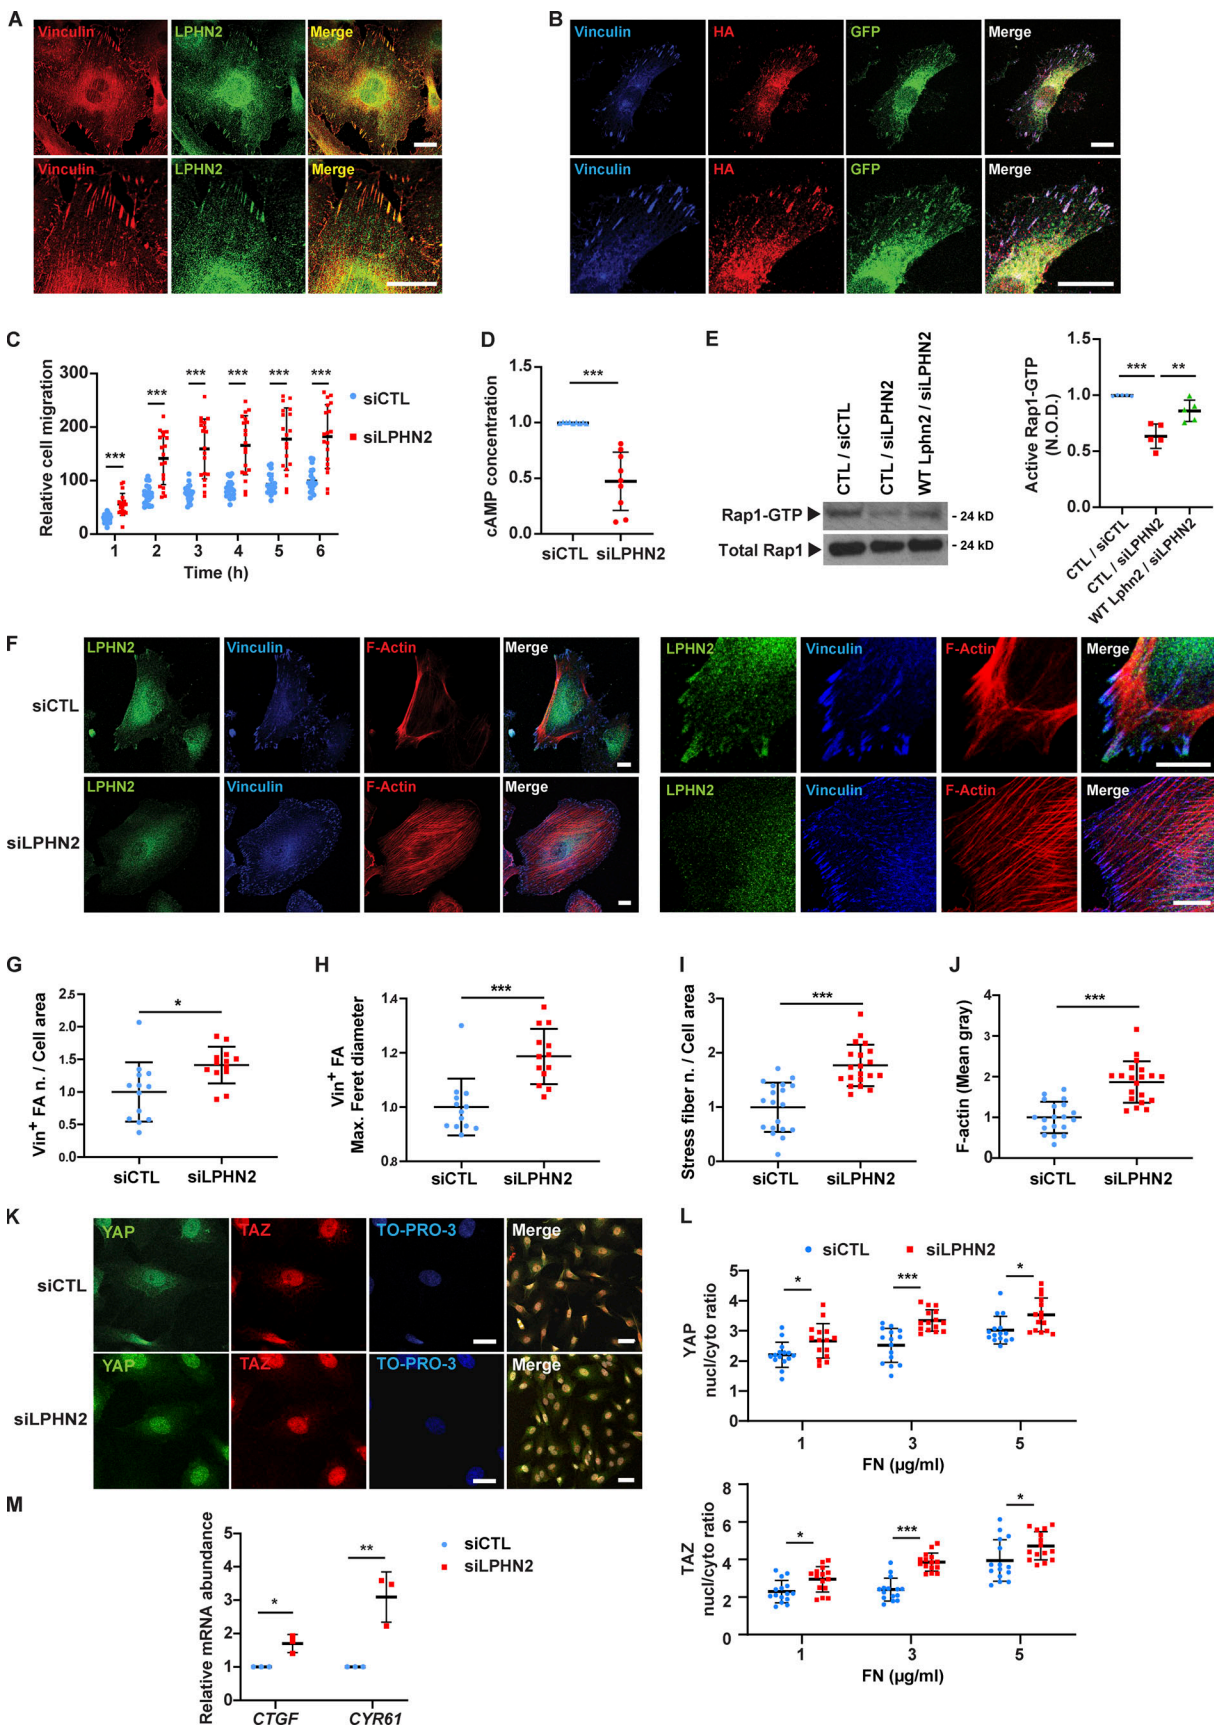 A
Vinculin LPHN2 Merge
Vinculin LPHN2 Merge
B
Vinculin HA GFP Merge
Vinculin HA GFP Merge
C
Relative cell migration
300
200
100
0
*** *** *** *** *** ***
1 2 3 4 5 6
Time (h)
siCTL
siLPHN2
D
cAMP concentration
1.5
1.0
0.5
0.0
***
siCTL siLPHN2
E
CTL / siCTL
CTL / siLPHN2
WT Lphn2 / siLPHN2
Rap1-GTP
- 24 kD
Total Rap1
- 24 kD
Active Rap1-GTP
(N.O.D.)
1.5
1.0
0.5
0.0
*** **
CTL / siCTL
CTL / siLPHN2
WT Lphn2 / siLPHN2
F
siCTL
LPHN2 Vinculin F-Actin Merge
LPHN2 Vinculin F-Actin Merge
siLPHN2
LPHN2 Vinculin F-Actin Merge
LPHN2 Vinculin F-Actin Merge
G
Vin+ FA n. / Cell area
2.5
2.0
1.5
1.0
0.5
0.0
*
siCTL siLPHN2
H
Vin+ FA
Max. Feret diameter
1.4
1.2
1.0
0.8
***
siCTL siLPHN2
I
Stress fiber n. / Cell area
3
2
1
0
***
siCTL siLPHN2
J
F-actin (Mean gray)
4
3
2
1
0
***
siCTL siLPHN2
K
siCTL
YAP TAZ TO-PRO-3 Merge
siLPHN2
YAP TAZ TO-PRO-3 Merge
L
siCTL siLPHN2
YAP
nucl/cyto ratio
5
4
3
2
1
0
* *** *
1 3 5
FN (µg/ml)
TAZ
nucl/cyto ratio
8
6
4
2
0
* *** *
1 3 5
FN (µg/ml)
M
Relative mRNA abundance
5
4
3
2
1
0
* **
CTGF CYR61
siCTL
siLPHN2